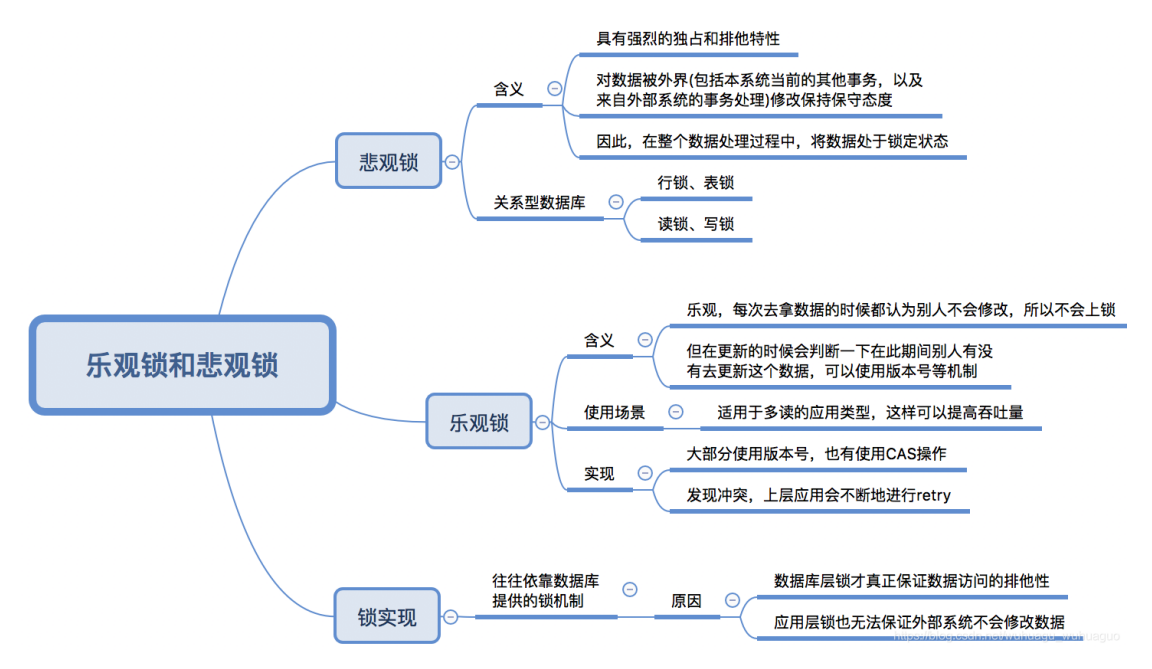 具有强烈的独占和排他特性
含义
对数据被外界(包括本系统当前的其他事务，以及
来自外部系统的事务处理)修改保持保守态度
因此，在整个数据处理过程中，将数据处于锁定状态
悲观锁
关系型数据库
行锁、表锁
读锁、写锁
乐观锁和悲观锁
乐观，每次去拿数据的时候都认为别人不会修改，所以不会上锁
含义
但在更新的时候会判断一下在此期间别人有没
有去更新这个数据，可以使用版本号等机制
乐观锁
使用场景
适用于多读的应用类型，这样可以提高吞吐量
大部分使用版本号，也有使用CAS操作
实现
发现冲突，上层应用会不断地进行retry
锁实现
往往依靠数据库
提供的锁机制
原因
数据库层锁才真正保证数据访问的排他性
应用层锁也无法保证外部系统不会修改数据